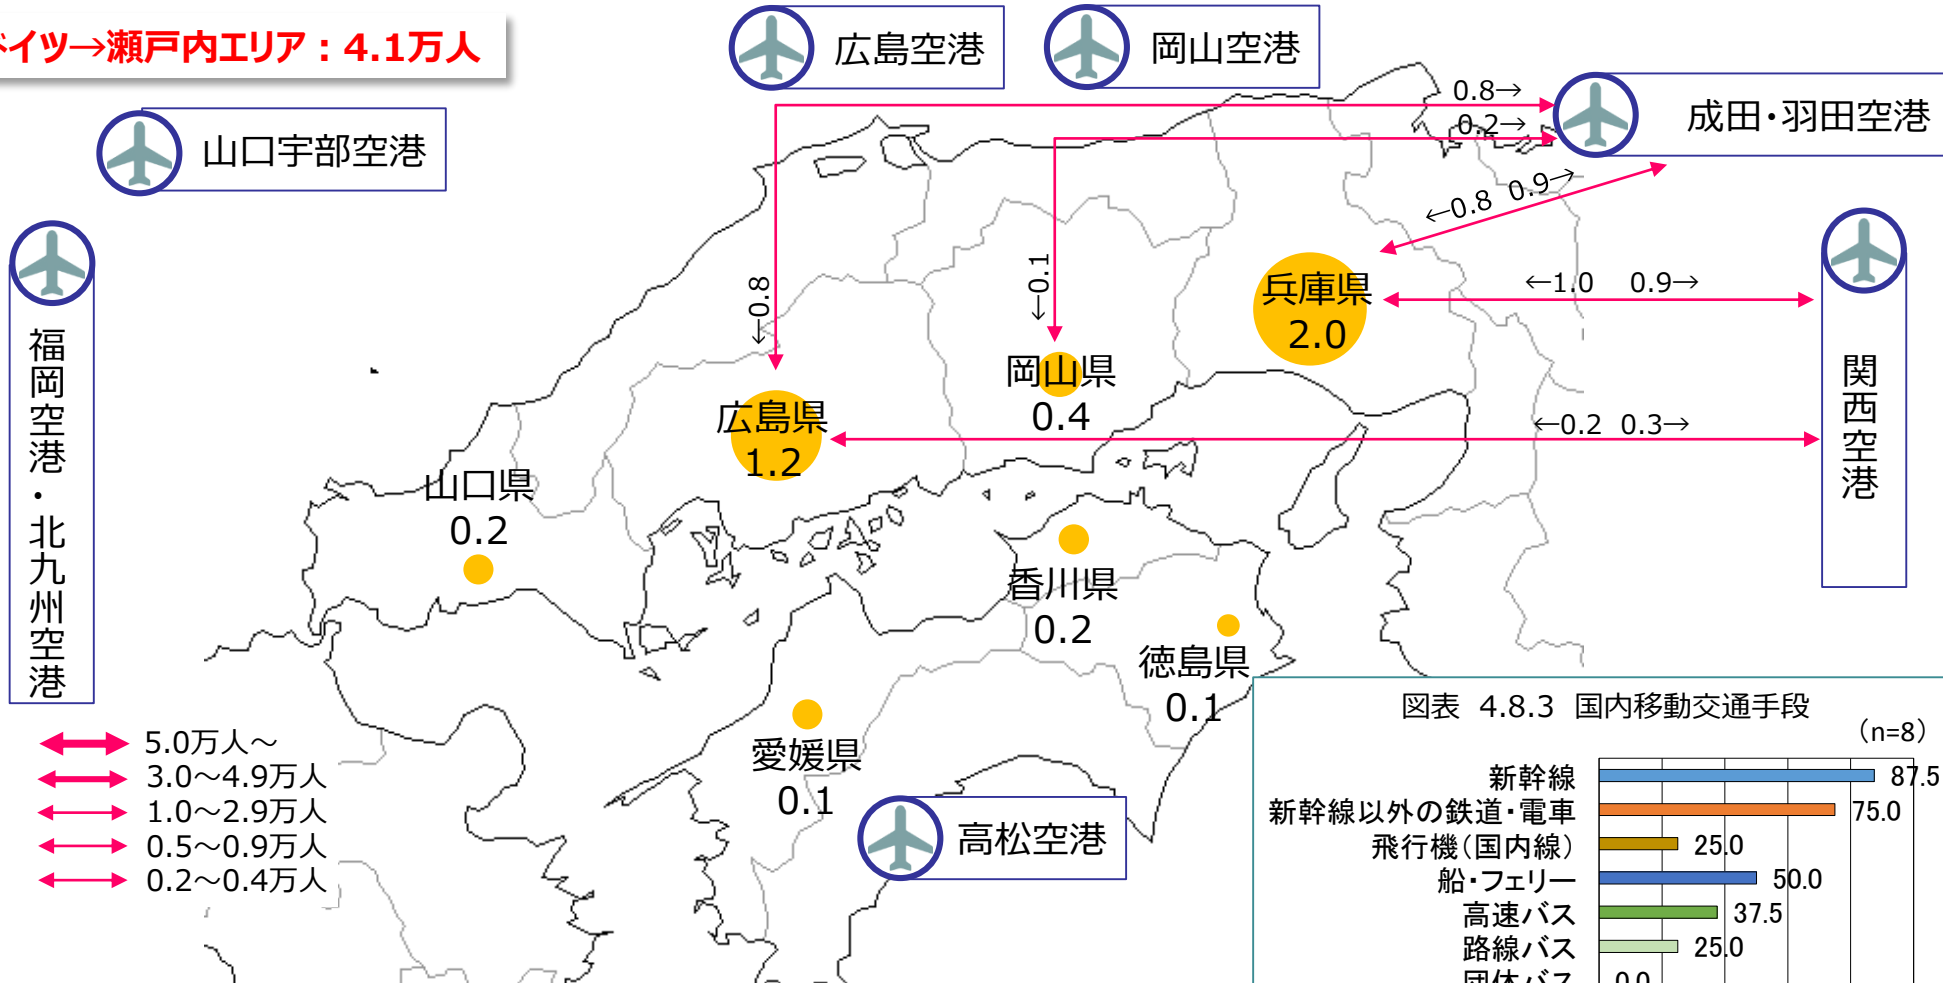 イツ→瀬戸内エリア：4.1万人
広島空港
岡山空港
山口宇部空港
成田・羽田空港
0.8→
0.2→
←0.8 0.9→
←0.8
←0.1
←1.0 0.9→
兵庫県
2.0
福岡空港・北九州空港
関西空港
岡山県
0.4
広島県
1.2
←0.2 0.3→
山口県
0.2
香川県
0.2
徳島県
0.1
愛媛県
0.1
高松空港
5.0万人～
3.0～4.9万人
1.0～2.9万人
0.5～0.9万人
0.2～0.4万人
図表 4.8.3 国内移動交通手段
（n=8）
新幹線 87.5
新幹線以外の鉄道・電車 75.0
飛行機（国内線） 25.0
船・フェリー 50.0
高速バス 37.5
路線バス 25.0
団体バス 0.0